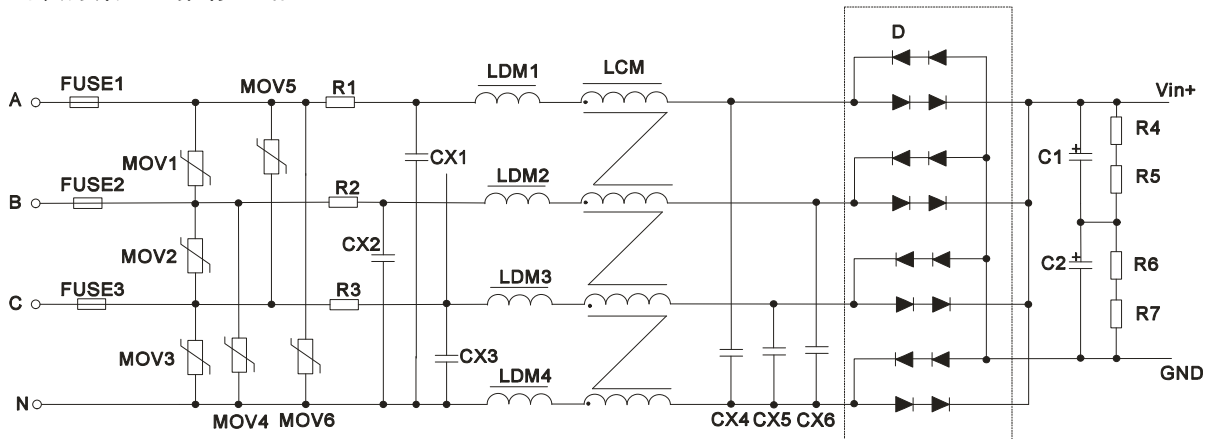 D
FUSE1
MOV5
R1
LDM1
LCM
A
Vin+
R4
MOV1
CX1
C1
+
R5
FUSE2
R2
LDM2
B
MOV2
CX2
C2
+
R6
FUSE3
R3
LDM3
C
R7
MOV3
CX3
LDM4
GND
N
MOV4
MOV6
CX4
CX5
CX6